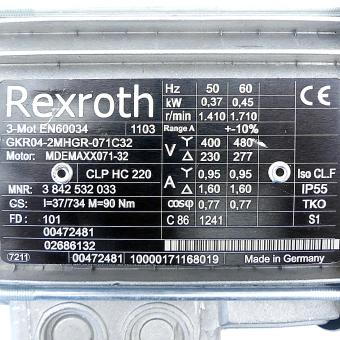 Rexroth
Hz 50 60
kW 0,37 0,45
r/min 1.410 1.710
CE
3-Mot EN60034 1103 Range A +-10%
GKR04-2MHGR-071C32 V 400 480
Motor: MDEMAXX071-32 230 277
CLP HC 220 A 0,95 0,95 Iso CL.F
MNR: 3 842 532 033 1,60 1,60 IP55
GS: I=37/734 M=90 Nm cosφ 0,77 0,77 TKO
FD: 101 C 86 1241 S1
00472481
02686132
7211 00472481 10000171168019 Made in Germany